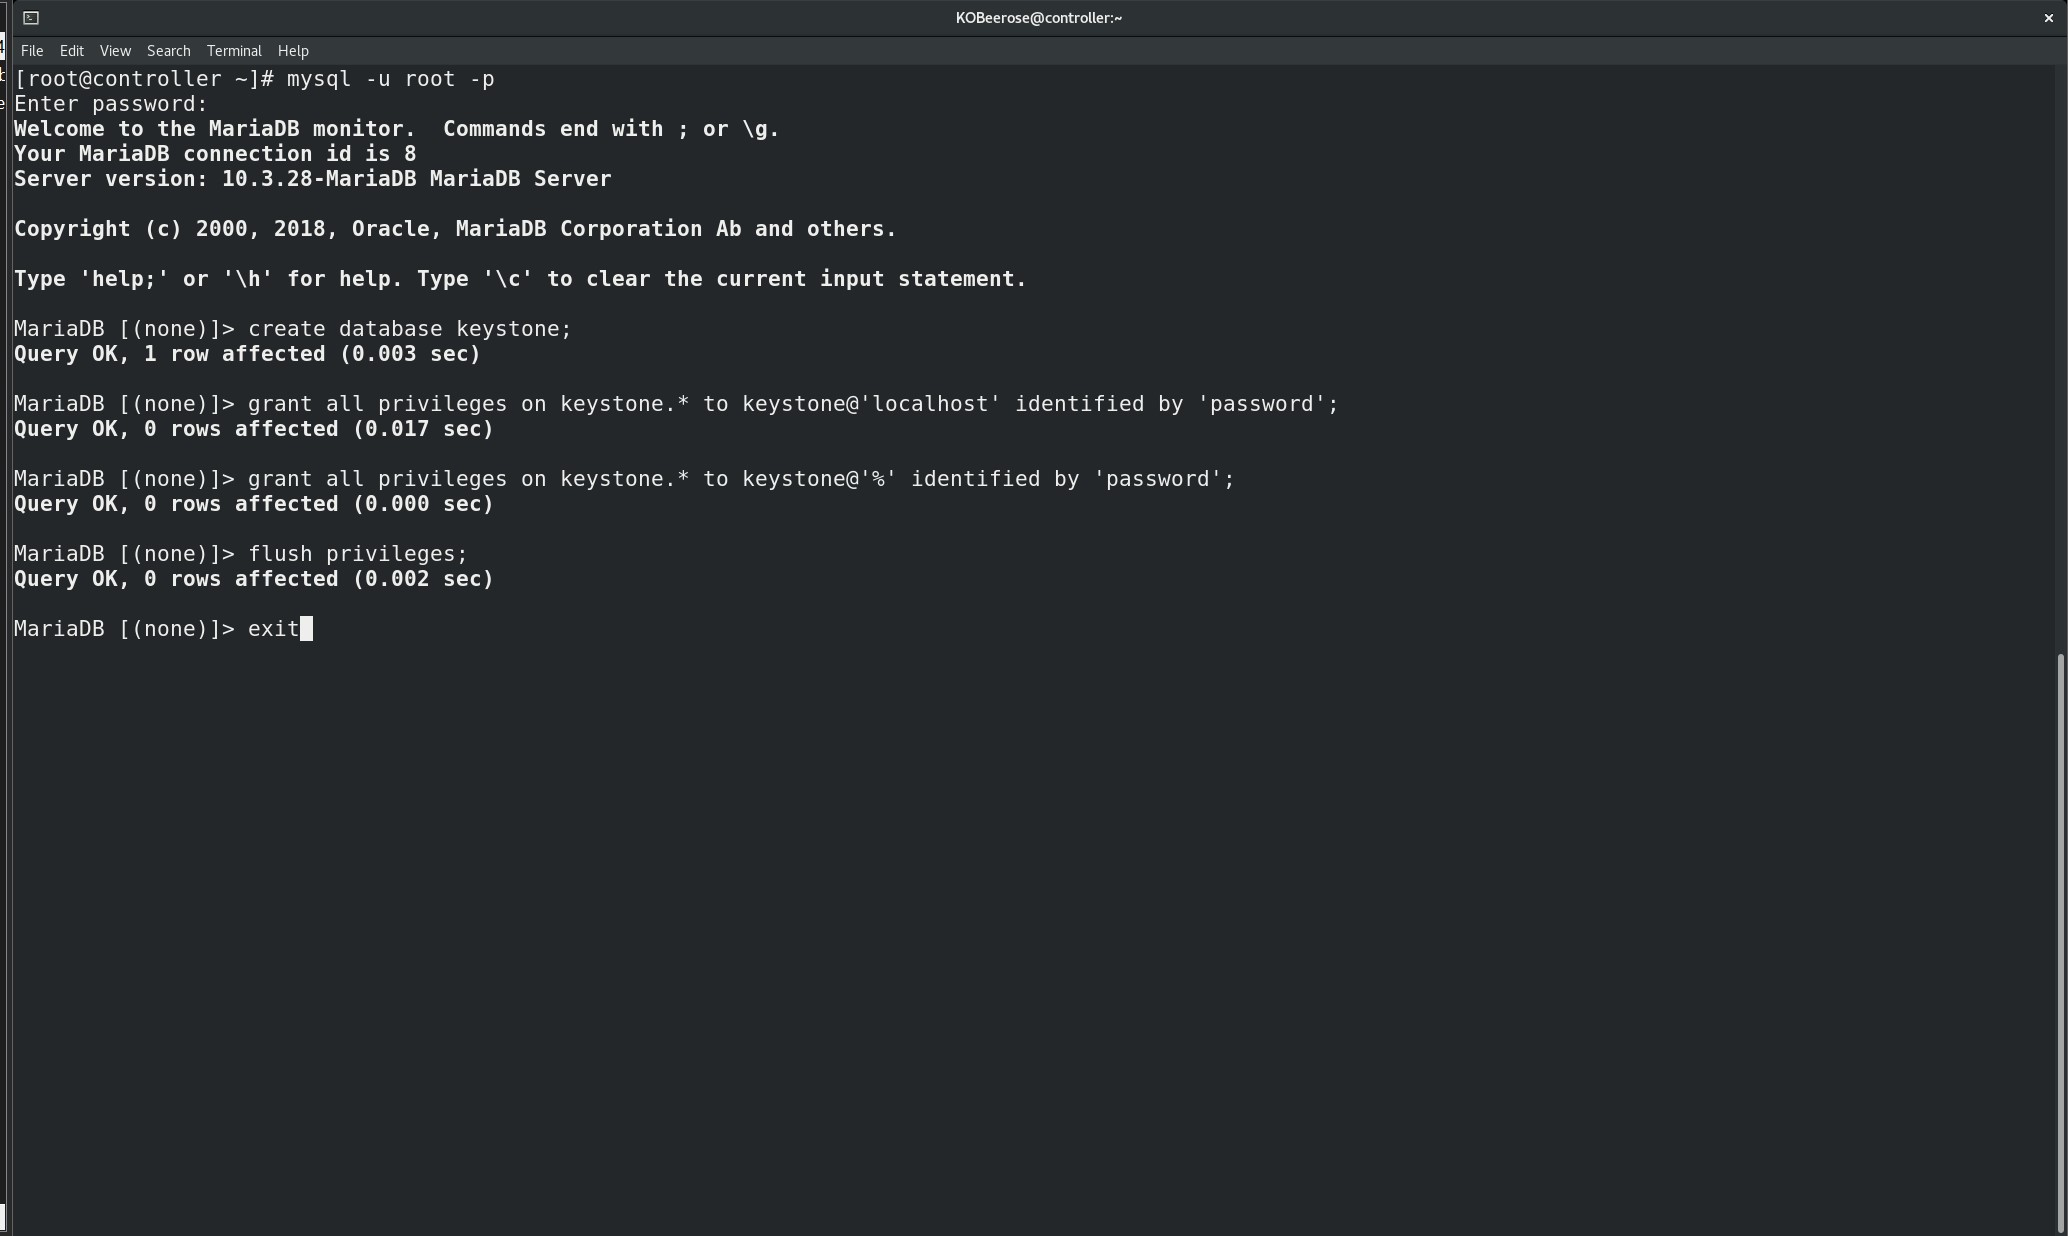 KOBeerose@controller:~
File Edit View Search Terminal Help
[root@controller ~]# mysql -u root -p
Enter password:
Welcome to the MariaDB monitor.  Commands end with ; or \g.
Your MariaDB connection id is 8
Server version: 10.3.28-MariaDB MariaDB Server
Copyright (c) 2000, 2018, Oracle, MariaDB Corporation Ab and others.
Type 'help;' or '\h' for help. Type '\c' to clear the current input statement.
MariaDB [(none)]> create database keystone;
Query OK, 1 row affected (0.003 sec)
MariaDB [(none)]> grant all privileges on keystone.* to keystone@'localhost' identified by 'password';
Query OK, 0 rows affected (0.017 sec)
MariaDB [(none)]> grant all privileges on keystone.* to keystone@'%' identified by 'password';
Query OK, 0 rows affected (0.000 sec)
MariaDB [(none)]> flush privileges;
Query OK, 0 rows affected (0.002 sec)
MariaDB [(none)]> exit